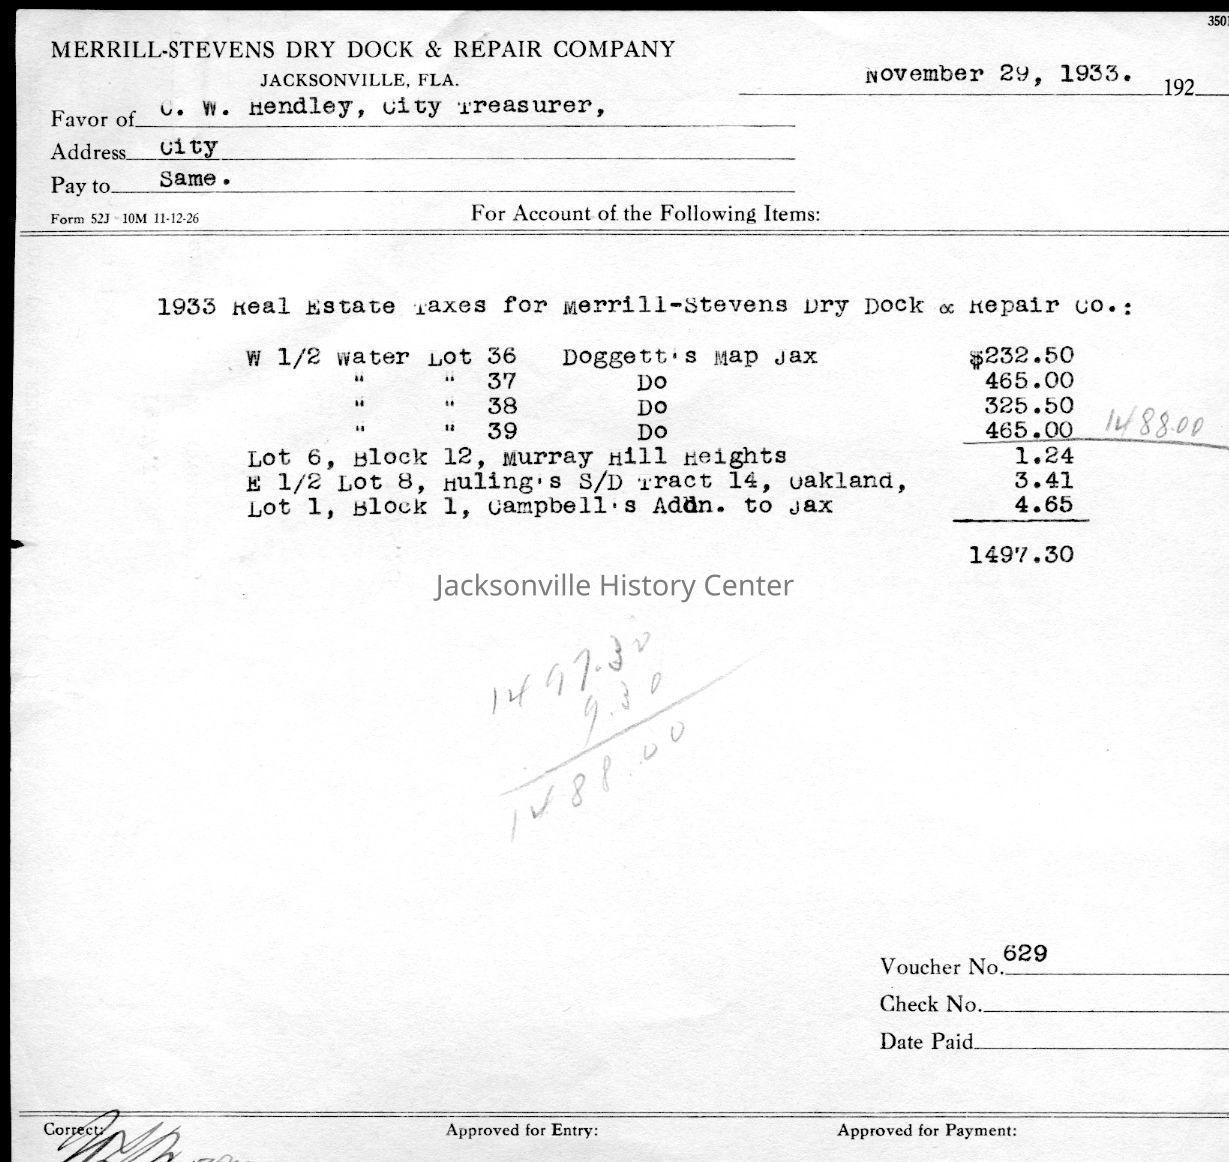 3501
MERRILL-STEVENS DRY DOCK & REPAIR COMPANY
JACKSONVILLE, FLA.
November 29, 1933. 192
Favor of C. W. Hendley, City Treasurer,
Address City
Pay to Same.
Form 52J 10M 11-12-26
For Account of the Following Items:
1933 Real Estate Taxes for Merrill-Stevens Dry Dock & Repair Co.:
W 1/2 Water Lot 36 Doggett's Map Jax $232.50
" " 37 Do 465.00
" " 38 Do 325.50
" " 39 Do 465.00 1488.00
Lot 6, Block 12, Murray Hill Heights 1.24
E 1/2 Lot 8, Huling's S/D Tract 14, Oakland, 3.41
Lot 1, Block 1, Campbell's Addn. to Jax 4.65
1497.30
Jacksonville History Center
1497.30
9.30
1488.00
Voucher No. 629
Check No.
Date Paid
Correct: Approved for Entry: Approved for Payment: